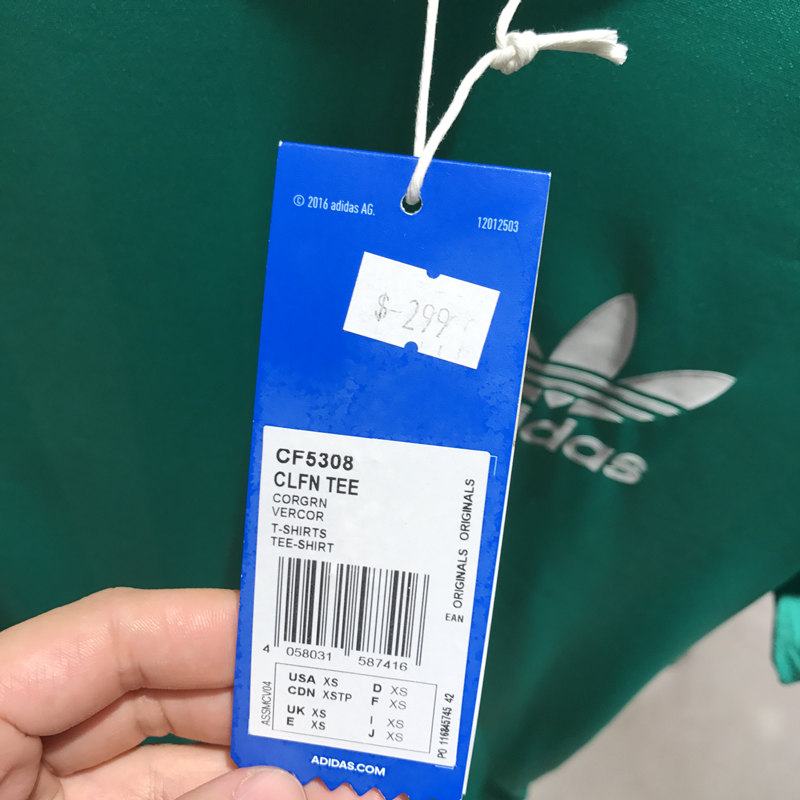 © 2016 adidas AG.
12012503
$-299
CF5308
CLFN TEE
CORGRN
VERCOR
T-SHIRTS
TEE-SHIRT
ORIGINALS ORIGINALS
EAN
4 058031 587416
ASSMCV04
USA XS D XS
CDN XSTP F XS
UK XS I XS
E XS J XS
PO 116845745 42
ADIDAS.COM
adidas